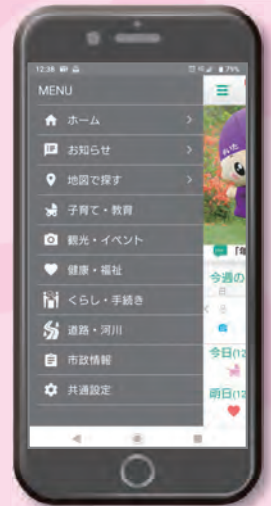 12:38
79%
MENU
ホーム
お知らせ
地図で探す
子育て・教育
観光・イベント
健康・福祉
くらし・手続き
道路・河川
市政情報
共通設定
今週の
日
今日(12
明日(12